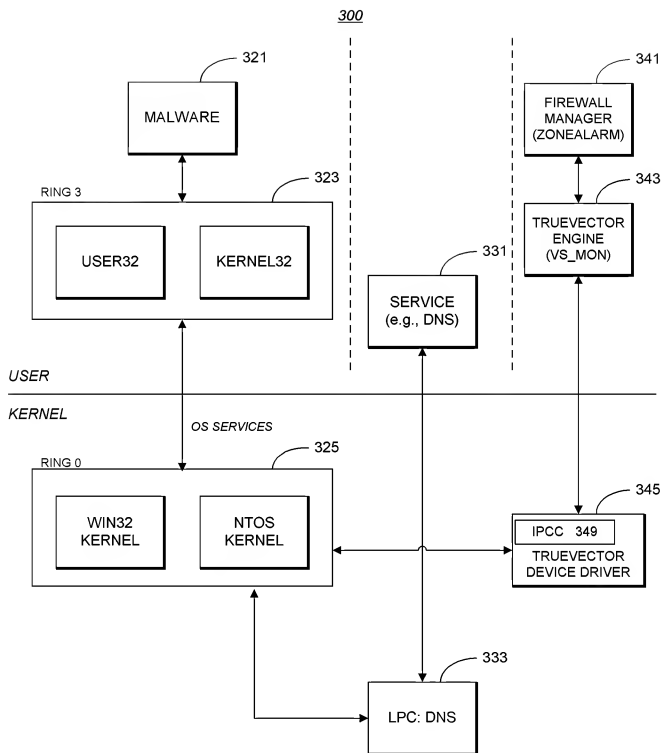 300
321
MALWARE
341
FIREWALL
MANAGER
(ZONEALARM)
323
RING 3
USER32
KERNEL32
343
TRUEVECTOR
ENGINE
(VS_MON)
331
SERVICE
(e.g., DNS)
USER
KERNEL
OS SERVICES
325
RING 0
WIN32
KERNEL
NTOS
KERNEL
345
IPCC 349
TRUEVECTOR
DEVICE DRIVER
333
LPC: DNS